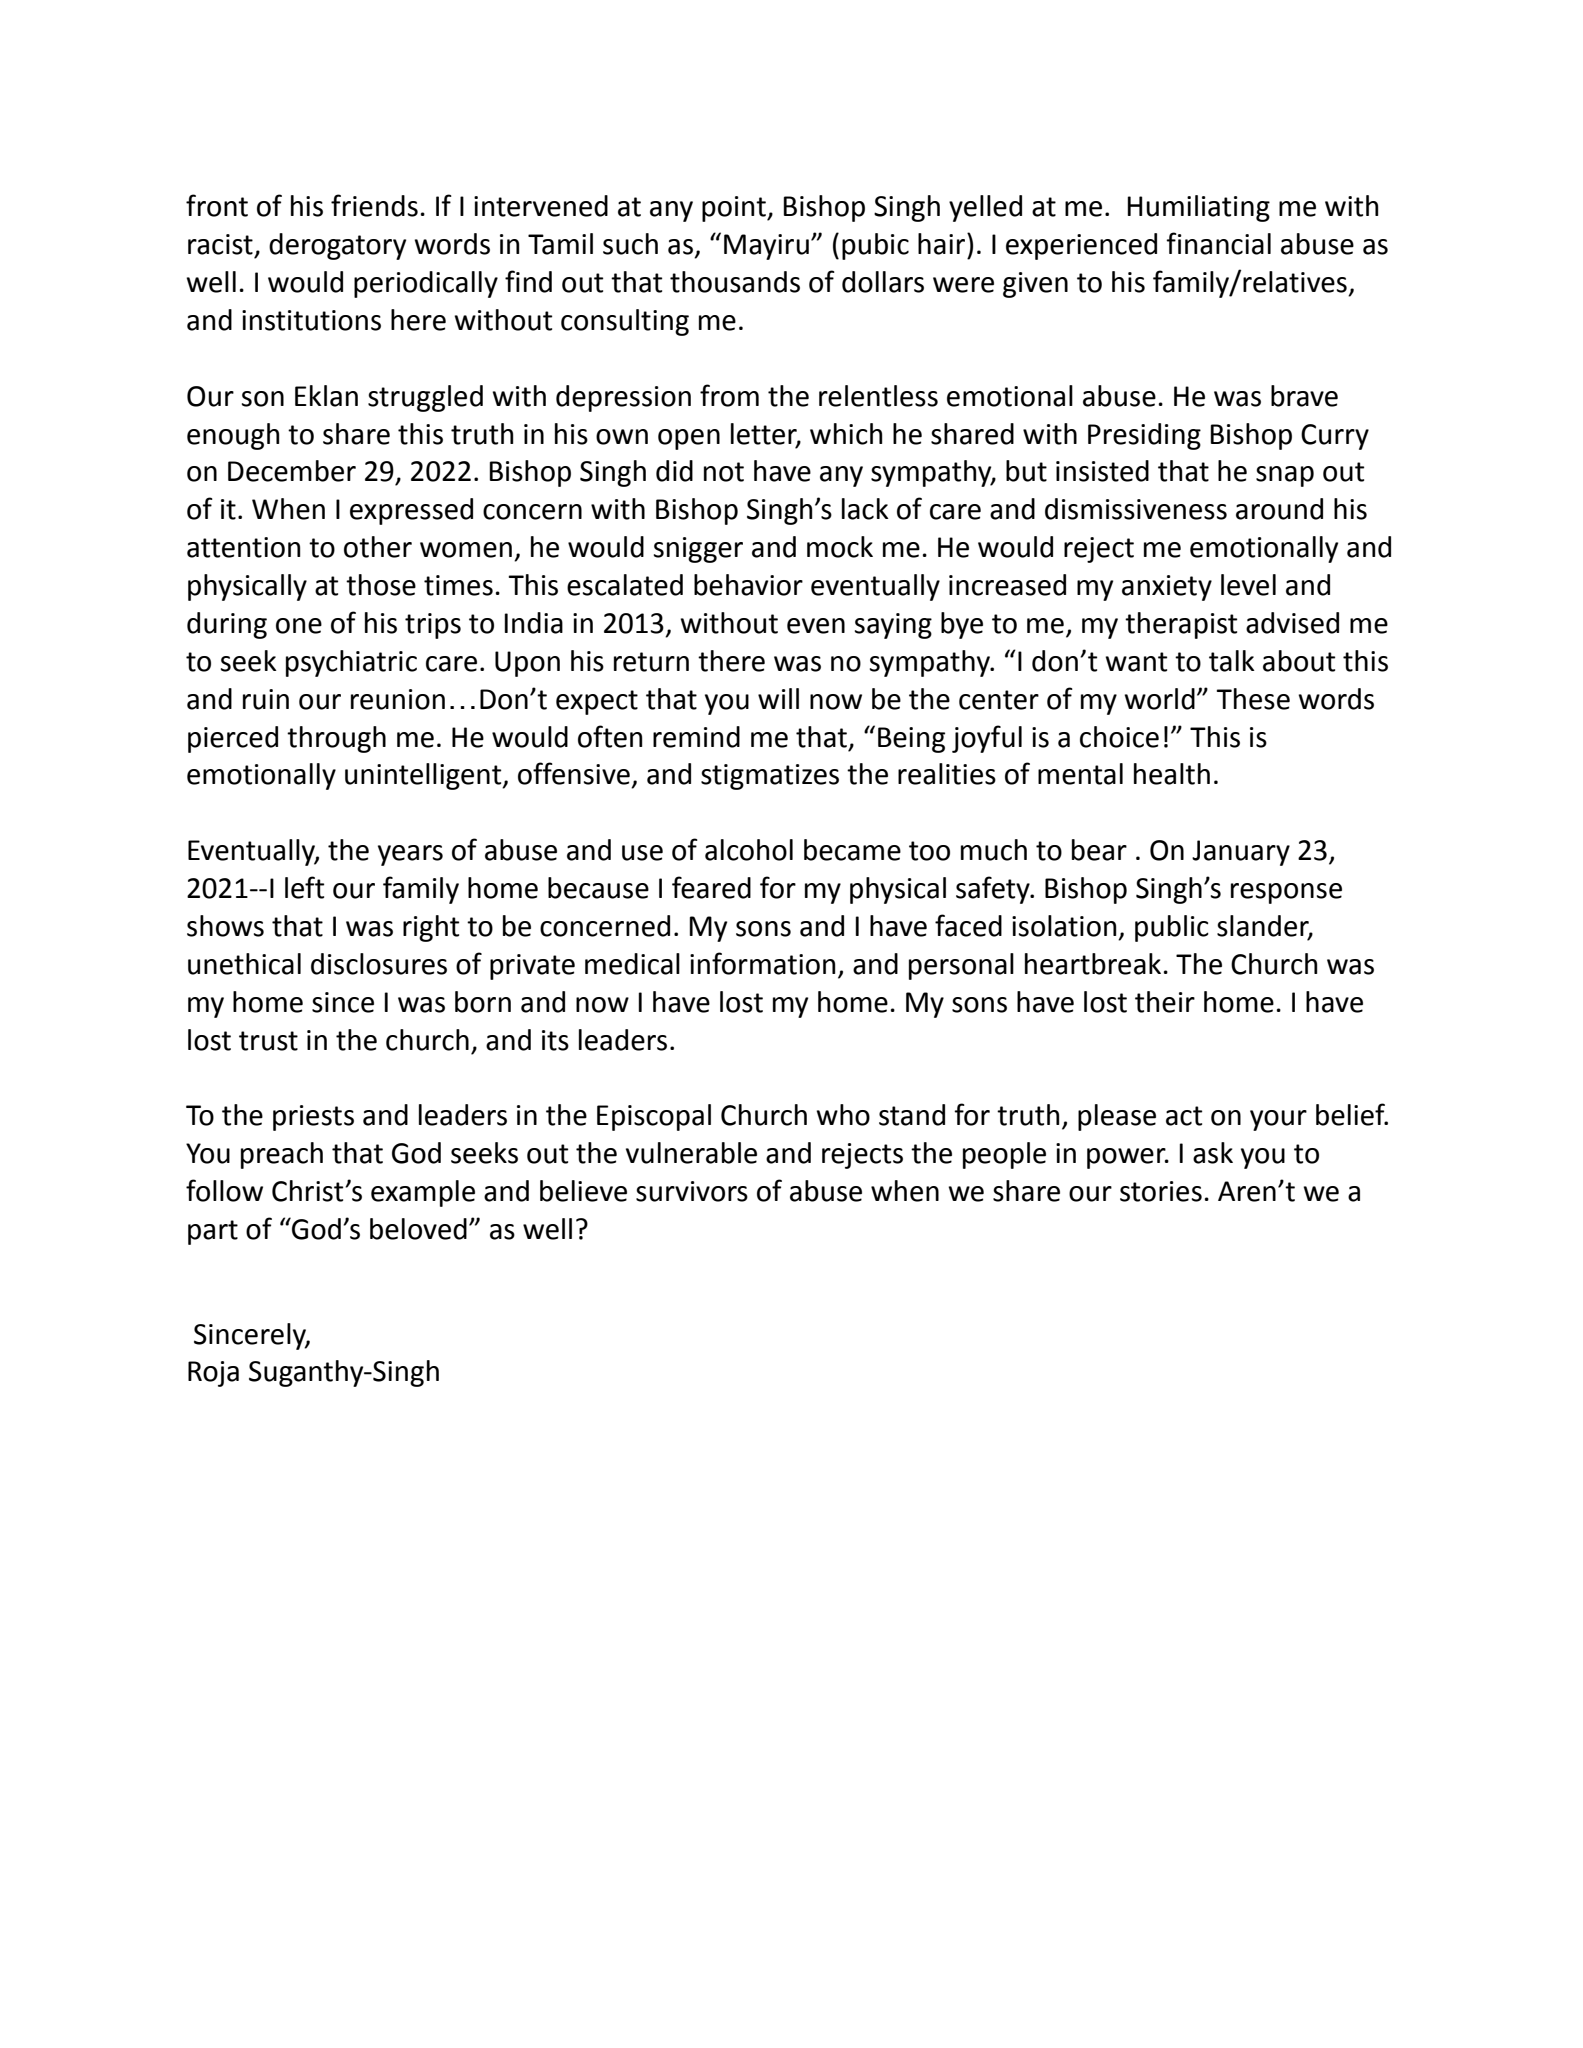 front of his friends. If I intervened at any point, Bishop Singh yelled at me.  Humiliating me with
racist, derogatory words in Tamil such as, “Mayiru” (pubic hair). I experienced financial abuse as
well. I would periodically find out that thousands of dollars were given to his family/relatives,
and institutions here without consulting me.
Our son Eklan struggled with depression from the relentless emotional abuse. He was brave
enough to share this truth in his own open letter, which he shared with Presiding Bishop Curry
on December 29, 2022. Bishop Singh did not have any sympathy, but insisted that he snap out
of it. When I expressed concern with Bishop Singh’s lack of care and dismissiveness around his
attention to other women, he would snigger and mock me. He would reject me emotionally and
physically at those times. This escalated behavior eventually increased my anxiety level and
during one of his trips to India in 2013, without even saying bye to me, my therapist advised me
to seek psychiatric care. Upon his return there was no sympathy. “I don’t want to talk about this
and ruin our reunion…Don’t expect that you will now be the center of my world” These words
pierced through me. He would often remind me that, “Being joyful is a choice!” This is
emotionally unintelligent, offensive, and stigmatizes the realities of mental health.
Eventually, the years of abuse and use of alcohol became too much to bear . On January 23,
2021--I left our family home because I feared for my physical safety. Bishop Singh’s response
shows that I was right to be concerned. My sons and I have faced isolation, public slander,
unethical disclosures of private medical information, and personal heartbreak. The Church was
my home since I was born and now I have lost my home. My sons have lost their home. I have
lost trust in the church, and its leaders.
To the priests and leaders in the Episcopal Church who stand for truth, please act on your belief.
You preach that God seeks out the vulnerable and rejects the people in power. I ask you to
follow Christ’s example and believe survivors of abuse when we share our stories. Aren’t we a
part of “God’s beloved” as well?
Sincerely,
Roja Suganthy-Singh